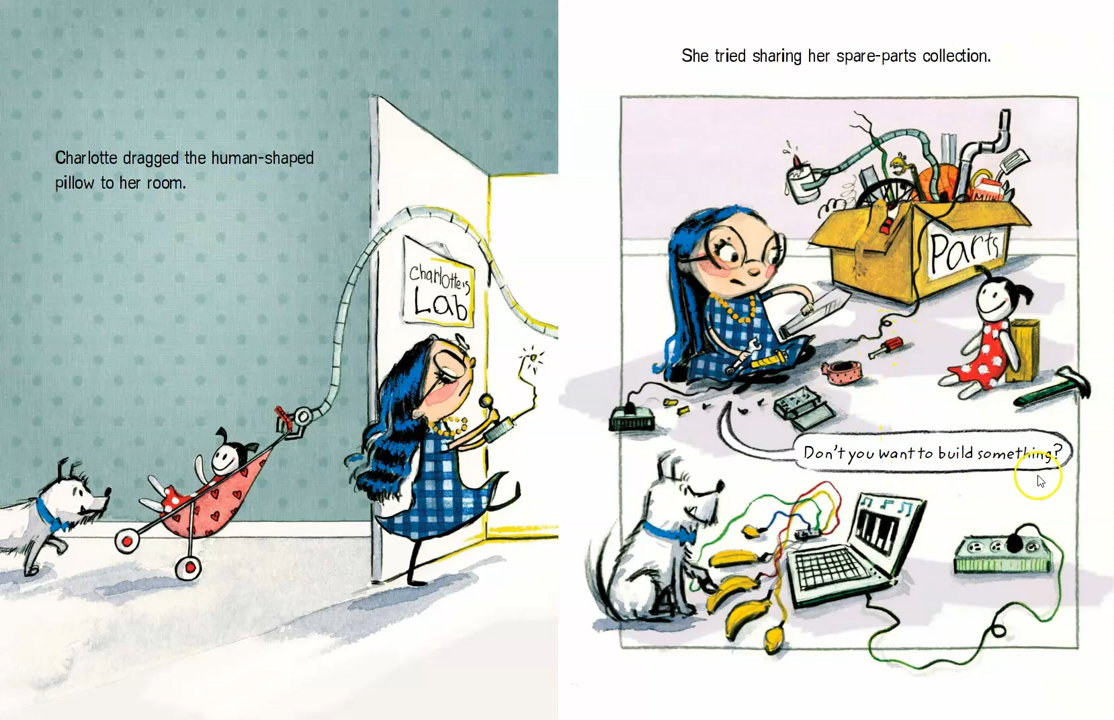 Charlotte dragged the human-shaped
pillow to her room.
Charlotte's
Lab
She tried sharing her spare-parts collection.
Parts
Don't you want to build something?